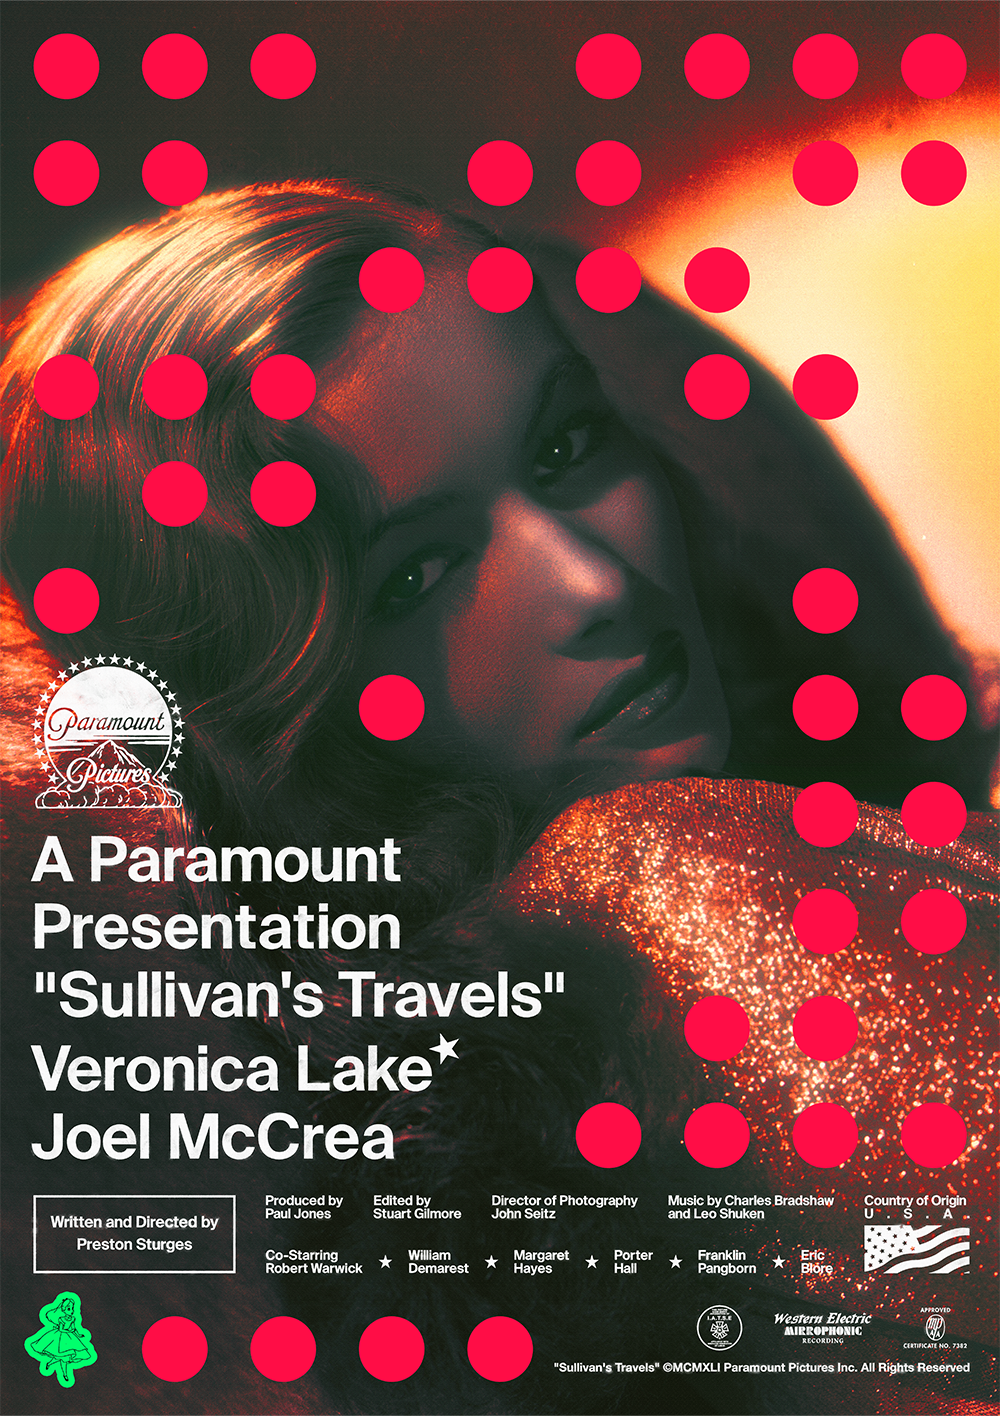 Paramount
Pictures
A Paramount
Presentation
"Sullivan's Travels"
Veronica Lake
Joel McCrea
Written and Directed by
Preston Sturges
Produced by
Paul Jones
Edited by
Stuart Gilmore
Director of Photography
John Seitz
Music by Charles Bradshaw
and Leo Shuken
Country of Origin
U.S.A.
Co-Starring
Robert Warwick
William
Demarest
Margaret
Hayes
Porter
Hall
Franklin
Pangborn
Eric
Blore
I.A.T.S.E
Western Electric
MIRROPHONIC
RECORDING
APPROVED
CERTIFICATE NO. 7382
"Sullivan's Travels" ©MCMXLI Paramount Pictures Inc. All Rights Reserved